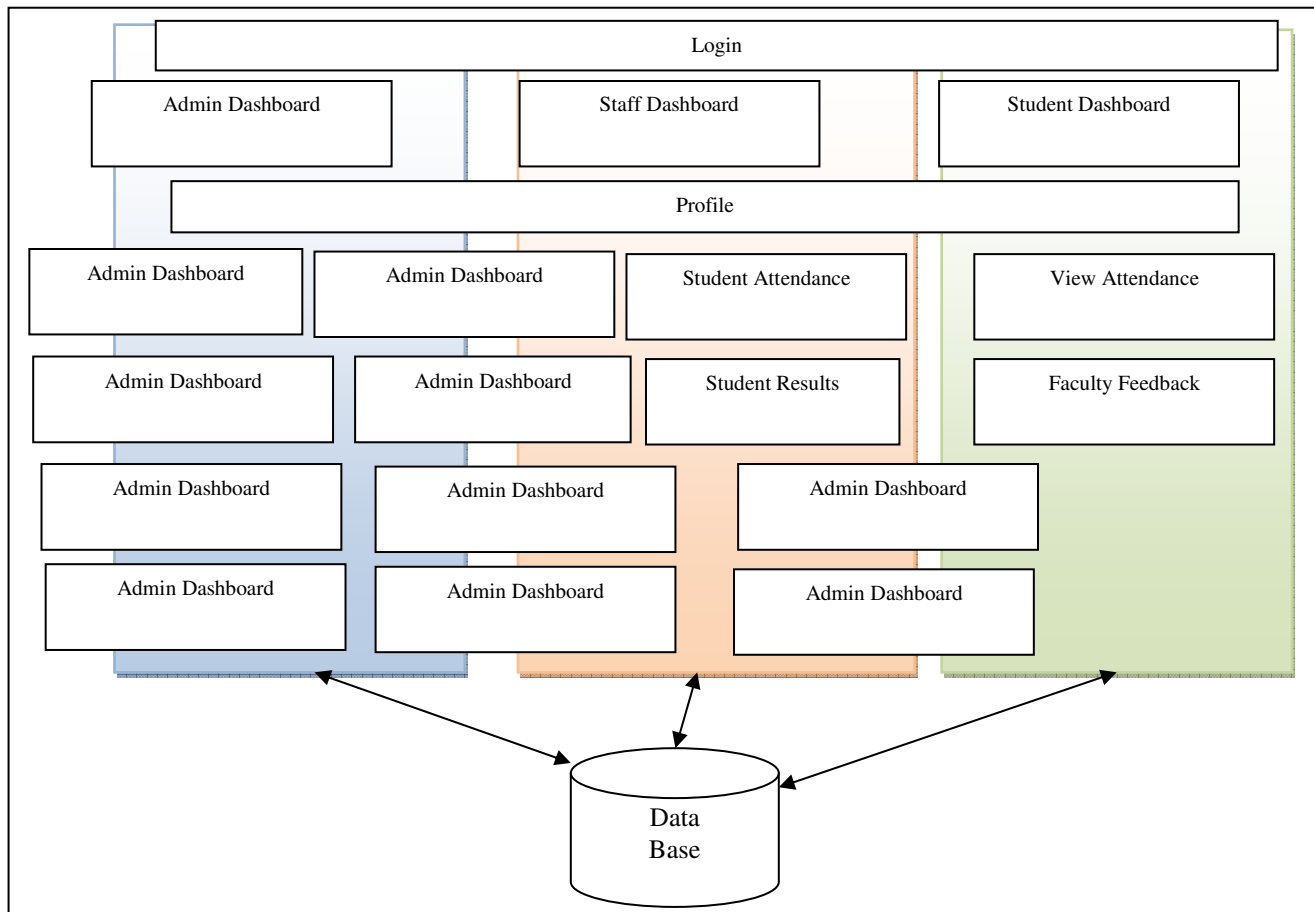 Login
Admin Dashboard
Staff Dashboard
Student Dashboard
Profile
Admin Dashboard
Admin Dashboard
Student Attendance
View Attendance
Admin Dashboard
Admin Dashboard
Student Results
Faculty Feedback
Admin Dashboard
Admin Dashboard
Admin Dashboard
Admin Dashboard
Admin Dashboard
Admin Dashboard
Data
Base